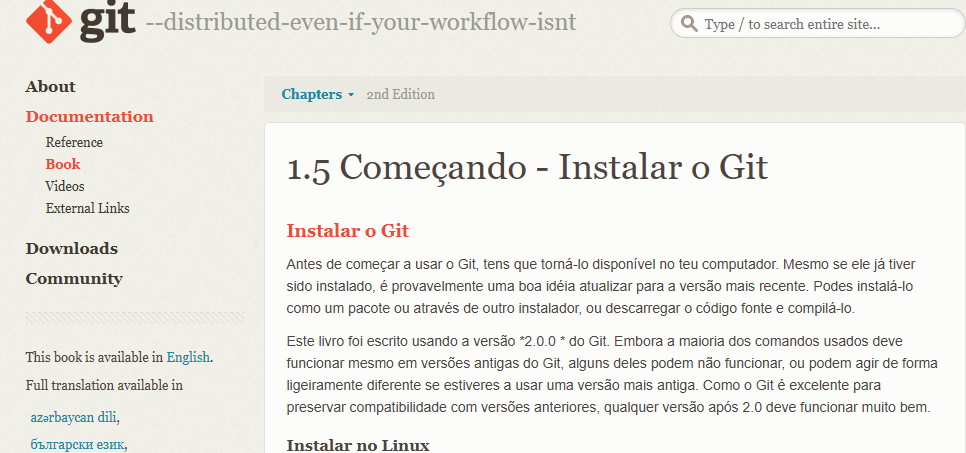 git --distributed-even-if-your-workflow-isnt
Type / to search entire site...
About
Documentation
Reference
Book
Videos
External Links
Downloads
Community
This book is available in English.
Full translation available in
azərbaycan dili,
български език,
Chapters 2nd Edition
1.5 Começando - Instalar o Git
Instalar o Git
Antes de começar a usar o Git, tens que torná-lo disponível no teu computador. Mesmo se ele já tiver
sido instalado, é provavelmente uma boa idéia atualizar para a versão mais recente. Podes instalá-lo
como um pacote ou através de outro instalador, ou descarregar o código fonte e compilá-lo.
Este livro foi escrito usando a versão *2.0.0 * do Git. Embora a maioria dos comandos usados deve
funcionar mesmo em versões antigas do Git, alguns deles podem não funcionar, ou podem agir de forma
ligeiramente diferente se estiveres a usar uma versão mais antiga. Como o Git é excelente para
preservar compatibilidade com versões anteriores, qualquer versão após 2.0 deve funcionar muito bem.
Instalar no Linux